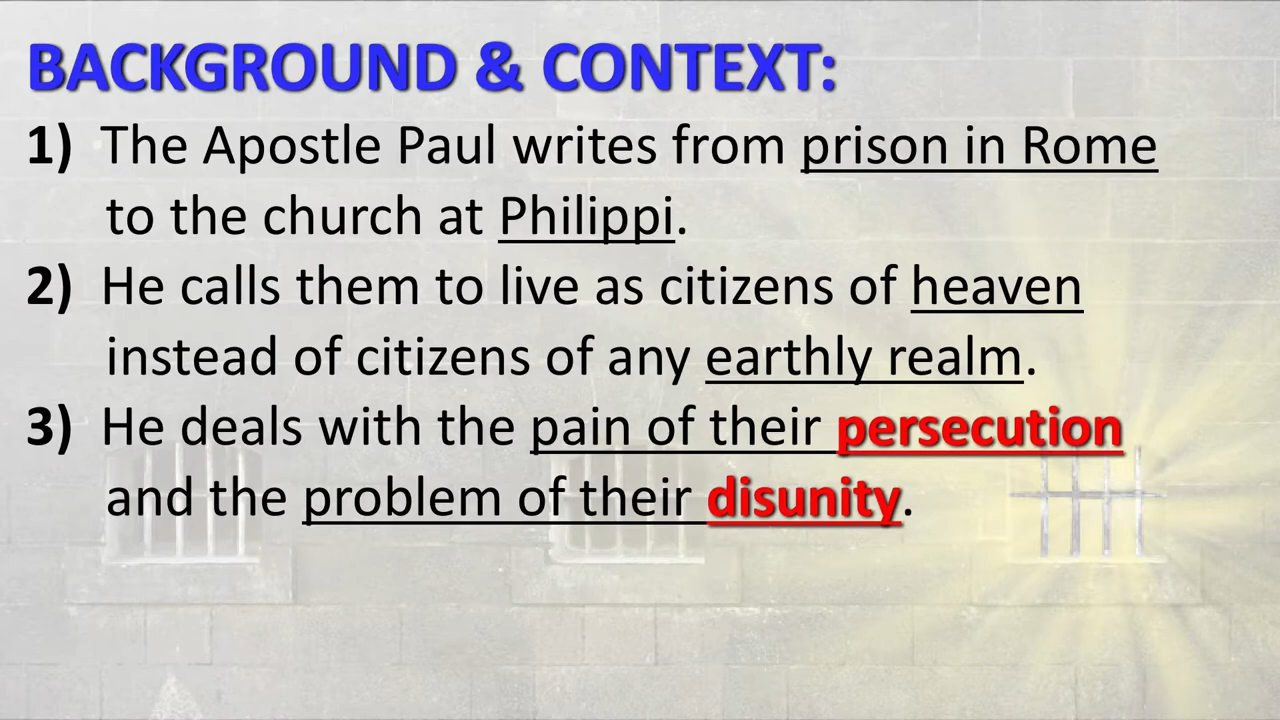 BACKGROUND & CONTEXT:
1) The Apostle Paul writes from prison in Rome
to the church at Philippi.
2) He calls them to live as citizens of heaven
instead of citizens of any earthly realm.
3) He deals with the pain of their persecution
and the problem of their disunity.